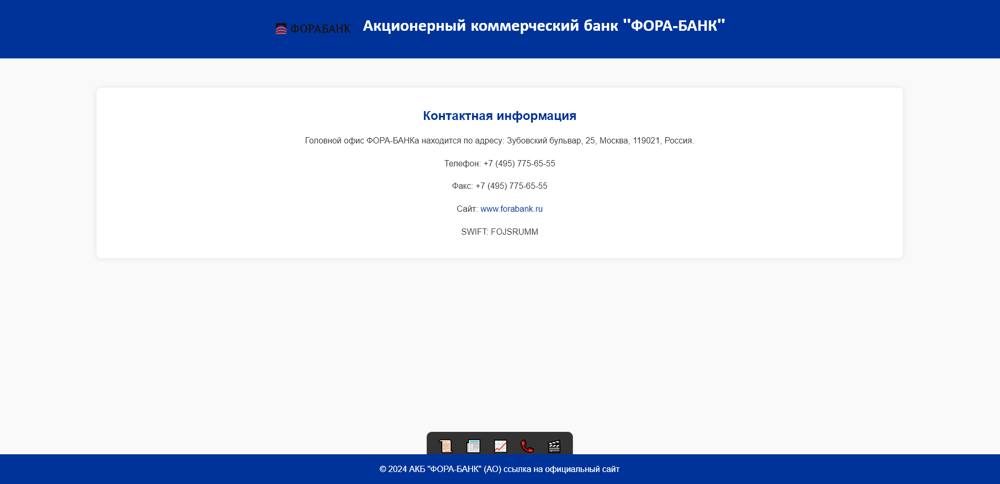 ФОРАБАНК
Акционерный коммерческий банк "ФОРА-БАНК"
Контактная информация
Головной офис ФОРА-БАНКа находится по адресу: Зубовский бульвар, 25, Москва, 119021, Россия.
Телефон: +7 (495) 775-65-55
Факс: +7 (495) 775-65-55
Сайт: www.forabank.ru
SWIFT: FOJSRUMM
© 2024 АКБ "ФОРА-БАНК" (АО) ссылка на официальный сайт